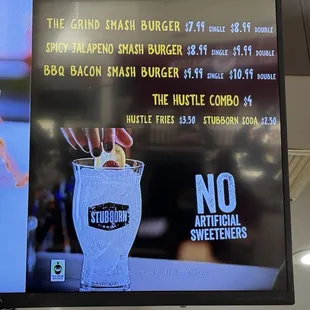 THE GRIND SMASH BURGER $7.99 SINGLE $8.99 DOUBLE
SPICY JALAPENO SMASH BURGER $8.99 SINGLE $9.99 DOUBLE
BBQ BACON SMASH BURGER $9.99 SINGLE $10.99 DOUBLE
THE HUSTLE COMBO $4
HUSTLE FRIES $3.50 STUBBORN SODA $2.50
STUBBORN
NO
ARTIFICIAL
SWEETENERS